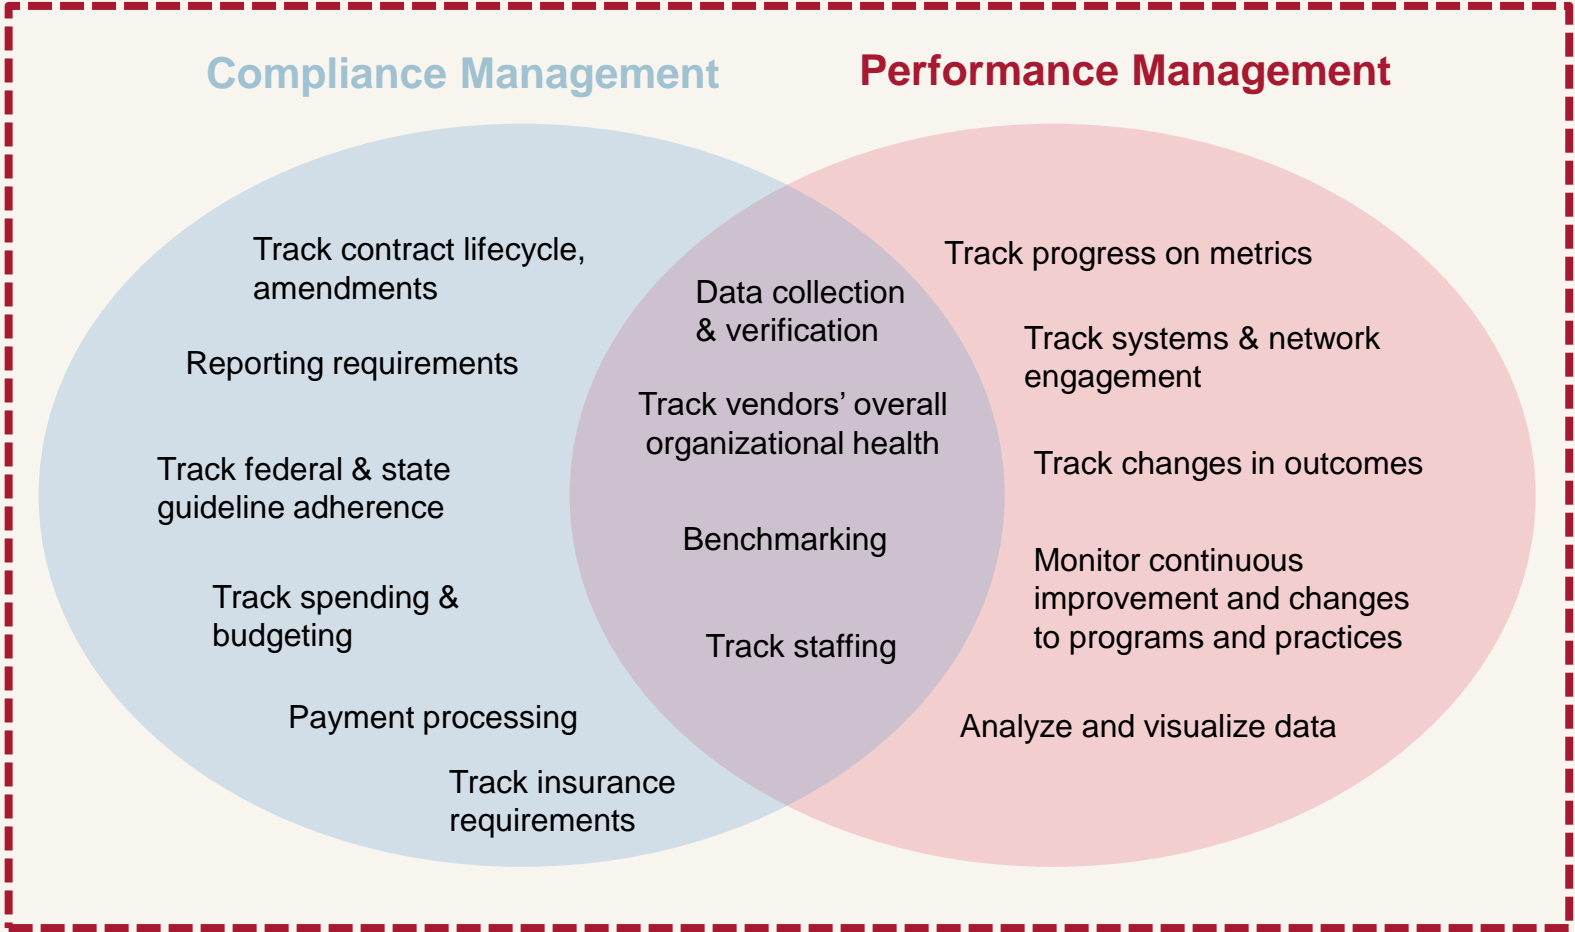 Compliance Management
Performance Management
Track contract lifecycle,
amendments
Reporting requirements
Track federal & state
guideline adherence
Track spending &
budgeting
Payment processing
Track insurance
requirements
Data collection
& verification
Track vendors’ overall
organizational health
Benchmarking
Track staffing
Track progress on metrics
Track systems & network
engagement
Track changes in outcomes
Monitor continuous
improvement and changes
to programs and practices
Analyze and visualize data